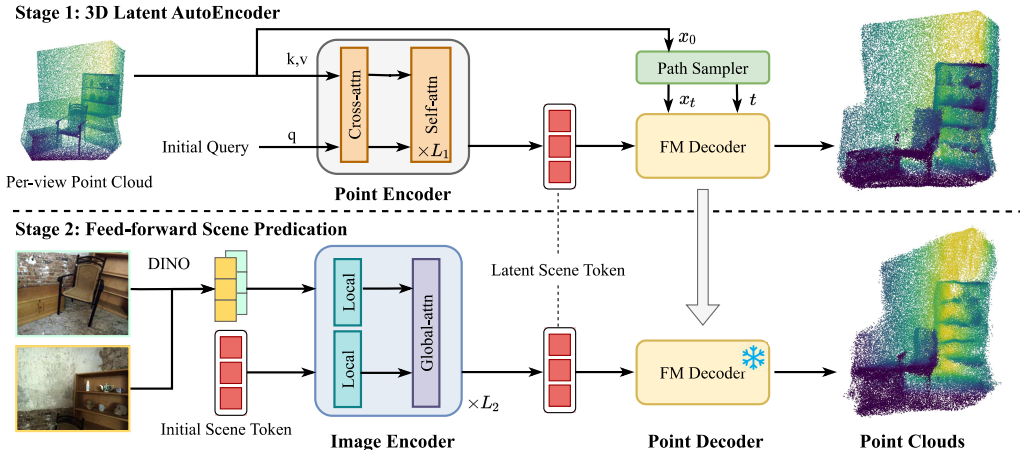 Stage 1: 3D Latent AutoEncoder
x₀
k,v
Path Sampler
Cross-attn
Self-attn
xₜ
t
Initial Query
q
FM Decoder
×L₁
Per-view Point Cloud
Point Encoder
Stage 2: Feed-forward Scene Predication
DINO
Latent Scene Token
Local
Global-attn
Local
FM Decoder
×L₂
Initial Scene Token
Image Encoder
Point Decoder
Point Clouds